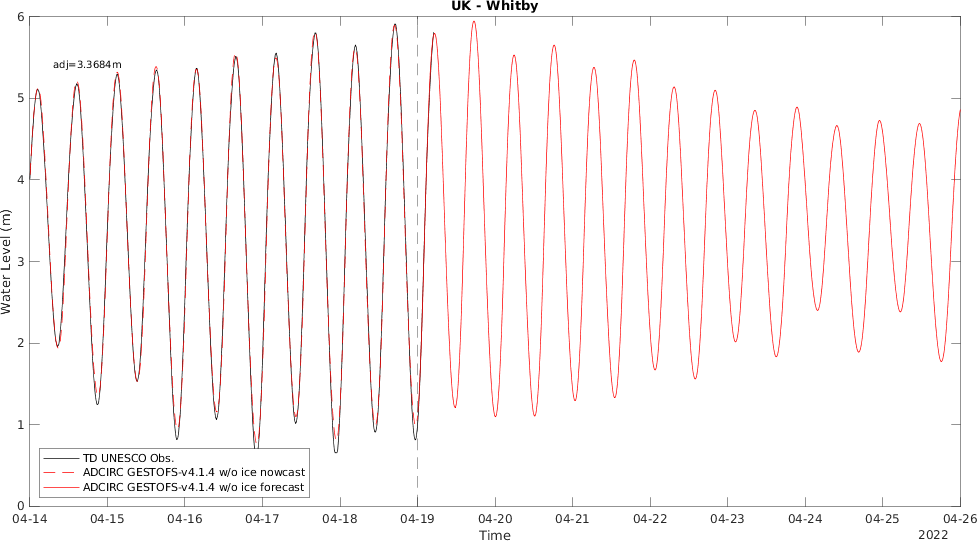 UK - Whitby
adj=3.3684m
6
5
4
3
2
1
0
Water Level (m)
TD UNESCO Obs.
ADCIRC GESTOFS-v4.1.4 w/o ice nowcast
ADCIRC GESTOFS-v4.1.4 w/o ice forecast
04-14 04-15 04-16 04-17 04-18 04-19 04-20 04-21 04-22 04-23 04-24 04-25 04-26
Time
2022